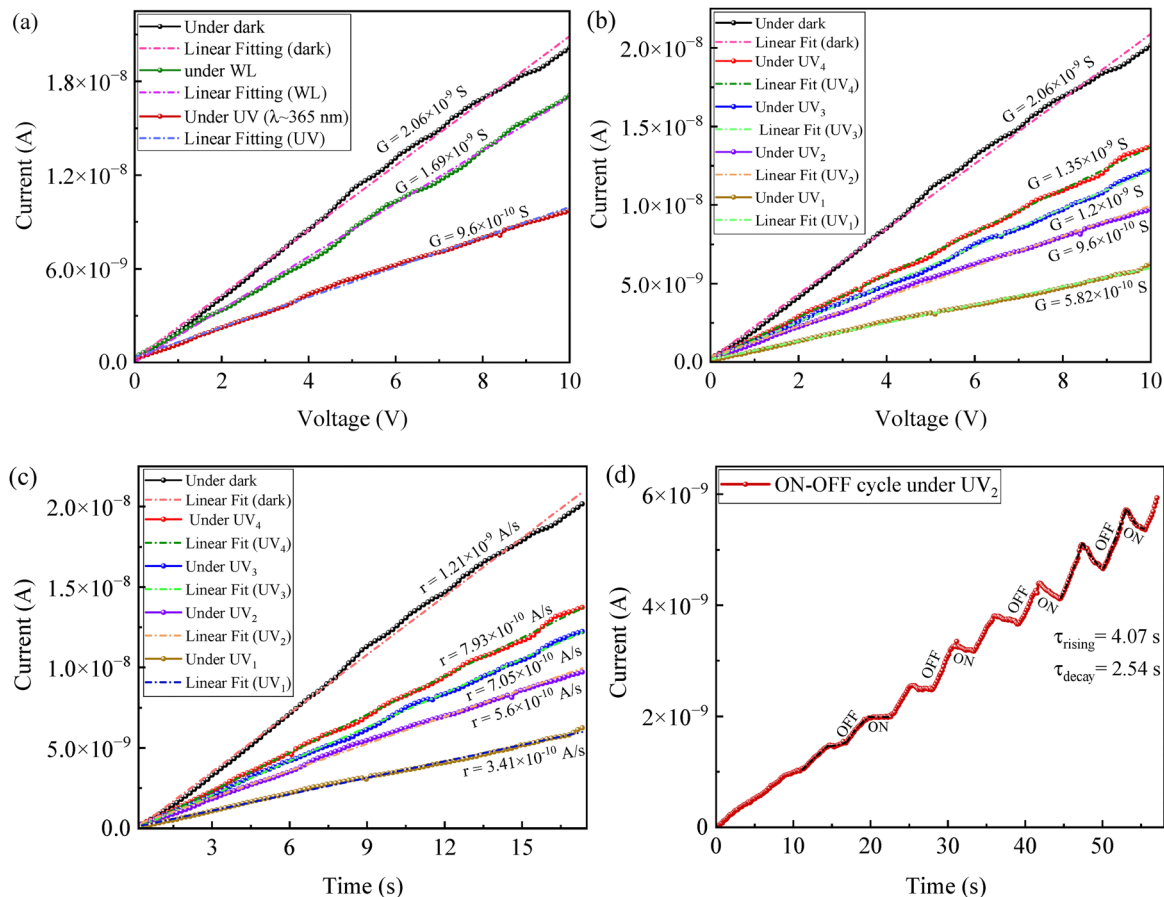 (a)
Under dark
Linear Fitting (dark)
under WL
Linear Fitting (WL)
Under UV (λ~365 nm)
Linear Fitting (UV)
G = 2.06×10⁻⁹ S
G = 1.69×10⁻⁹ S
G = 9.6×10⁻¹⁰ S
1.8×10⁻⁸
1.2×10⁻⁸
6.0×10⁻⁹
0.0
Current (A)
0 2 4 6 8 10
Voltage (V)
(b)
Under dark
Linear Fit (dark)
Under UV₄
Linear Fit (UV₄)
Under UV₃
Linear Fit (UV₃)
Under UV₂
Linear Fit (UV₂)
Under UV₁
Linear Fit (UV₁)
G = 2.06×10⁻⁹ S
G = 1.35×10⁻⁹ S
G = 1.2×10⁻⁹ S
G = 9.6×10⁻¹⁰ S
G = 5.82×10⁻¹⁰ S
2.0×10⁻⁸
1.5×10⁻⁸
1.0×10⁻⁸
5.0×10⁻⁹
0.0
Current (A)
0 2 4 6 8 10
Voltage (V)
(c)
Under dark
Linear Fit (dark)
Under UV₄
Linear Fit (UV₄)
Under UV₃
Linear Fit (UV₃)
Under UV₂
Linear Fit (UV₂)
Under UV₁
Linear Fit (UV₁)
r = 1.21×10⁻⁹ A/s
r = 7.93×10⁻¹⁰ A/s
r = 7.05×10⁻¹⁰ A/s
r = 5.6×10⁻¹⁰ A/s
r = 3.41×10⁻¹⁰ A/s
2.0×10⁻⁸
1.5×10⁻⁸
1.0×10⁻⁸
5.0×10⁻⁹
0.0
Current (A)
3 6 9 12 15
Time (s)
(d)
ON-OFF cycle under UV₂
OFF
ON
OFF
ON
OFF
ON
OFF
ON
τrising= 4.07 s
τdecay= 2.54 s
6×10⁻⁹
4×10⁻⁹
2×10⁻⁹
0
Current (A)
0 10 20 30 40 50
Time (s)